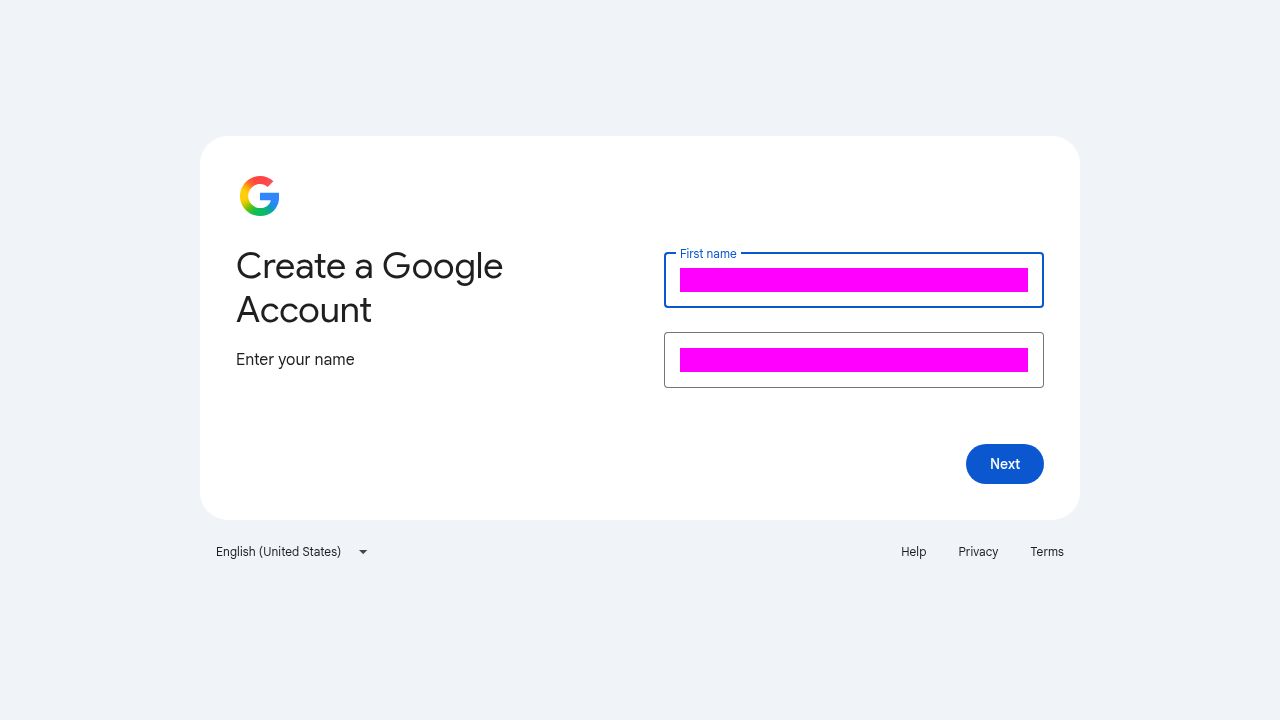 Create a Google
Account
Enter your name
First name
Next
English (United States)
Help
Privacy
Terms